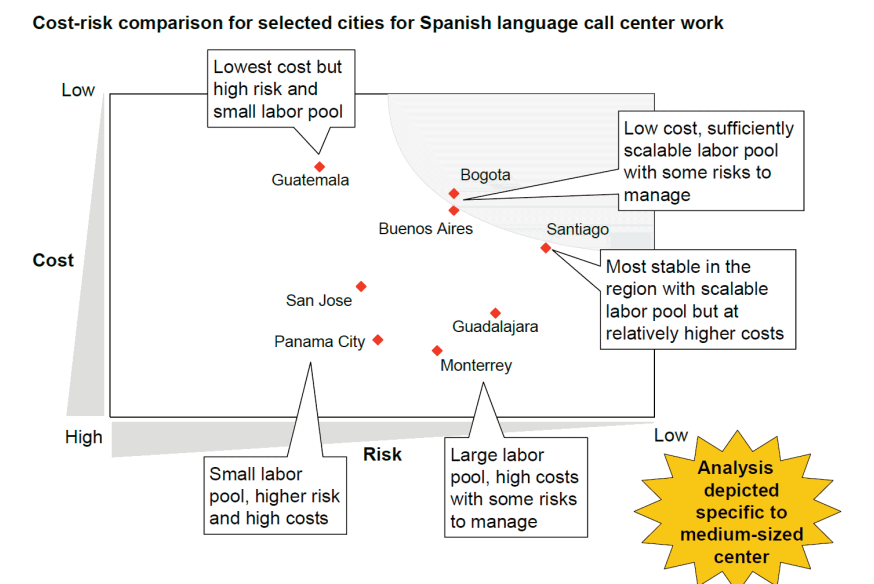 Cost-risk comparison for selected cities for Spanish language call center work
Low
Lowest cost but
high risk and
small labor pool
Guatemala
Bogota
Buenos Aires
Low cost, sufficiently
scalable labor pool
with some risks to
manage
Santiago
Cost
Most stable in the
region with scalable
labor pool but at
relatively higher costs
San Jose
Guadalajara
Panama City
Monterrey
High
Risk
Low
Small labor
pool, higher risk
and high costs
Large labor
pool, high costs
with some risks
to manage
Analysis
depicted
specific to
medium-sized
center